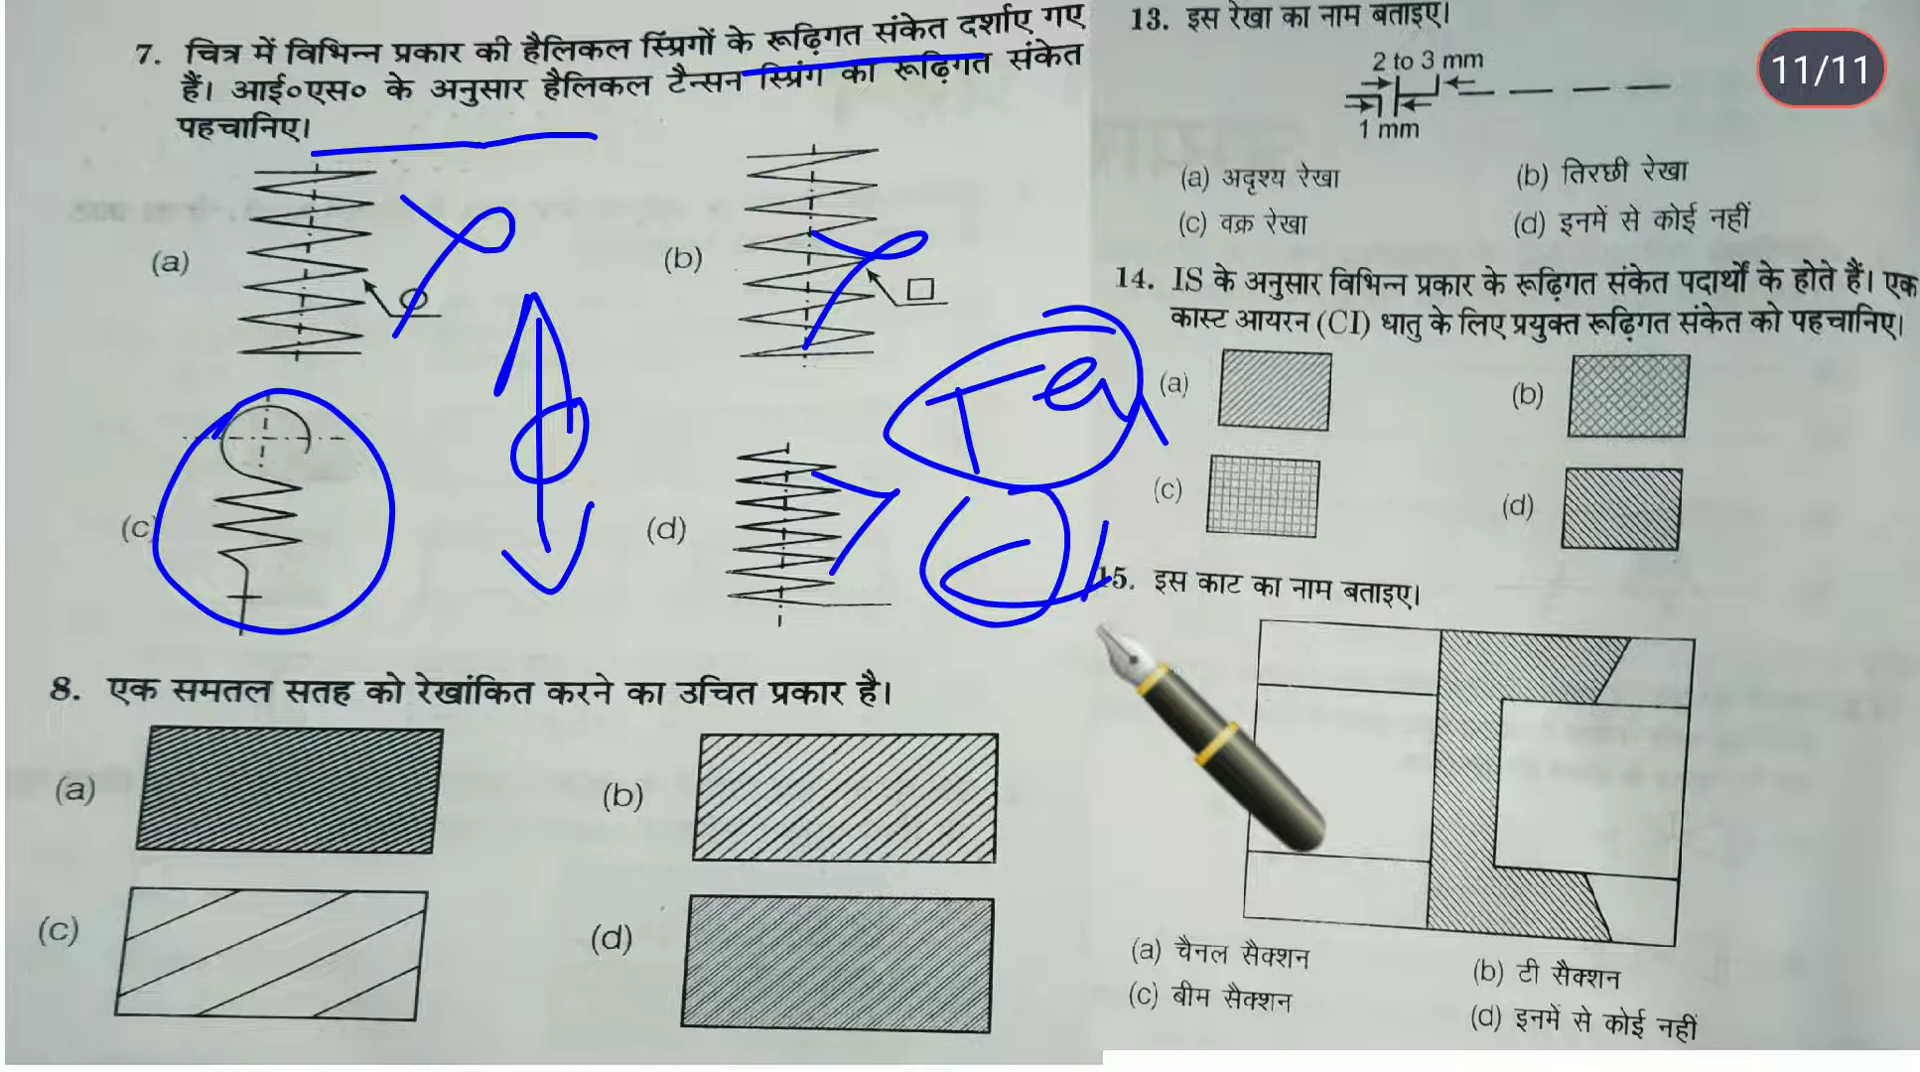 7. चित्र में विभिन्न प्रकार की हैलिकल स्प्रिगों के रूढ़िगत संकेत दर्शाए गए
हैं। आई०एस० के अनुसार हैलिकल टैन्सन स्प्रिंग का रूढ़िगत संकेत
पहचानिए।
(a)
(b)
(c)
(d)
Ten
8. एक समतल सतह को रेखांकित करने का उचित प्रकार है।
(a)
(b)
(c)
(d)
13. इस रेखा का नाम बताइए।
2 to 3 mm
1 mm
(a) अदृश्य रेखा
(b) तिरछी रेखा
(c) वक्र रेखा
(d) इनमें से कोई नहीं
14. IS के अनुसार विभिन्न प्रकार के रूढ़िगत संकेत पदार्थों के होते हैं। एक
कास्ट आयरन (CI) धातु के लिए प्रयुक्त रूढ़िगत संकेत को पहचानिए।
(a)
(b)
(c)
(d)
15. इस काट का नाम बताइए।
(a) चैनल सैक्शन
(b) टी सैक्शन
(c) बीम सैक्शन
(d) इनमें से कोई नहीं
11/11